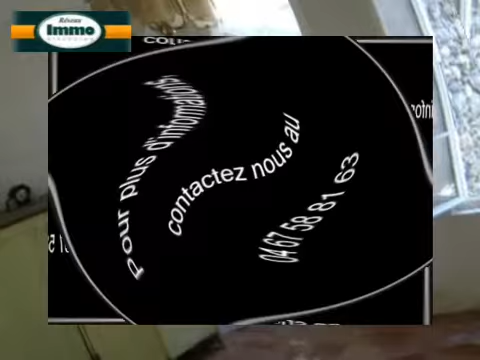 Réseau
Immo
pour plus d'informations
contactez nous au
04 67 58 81 63